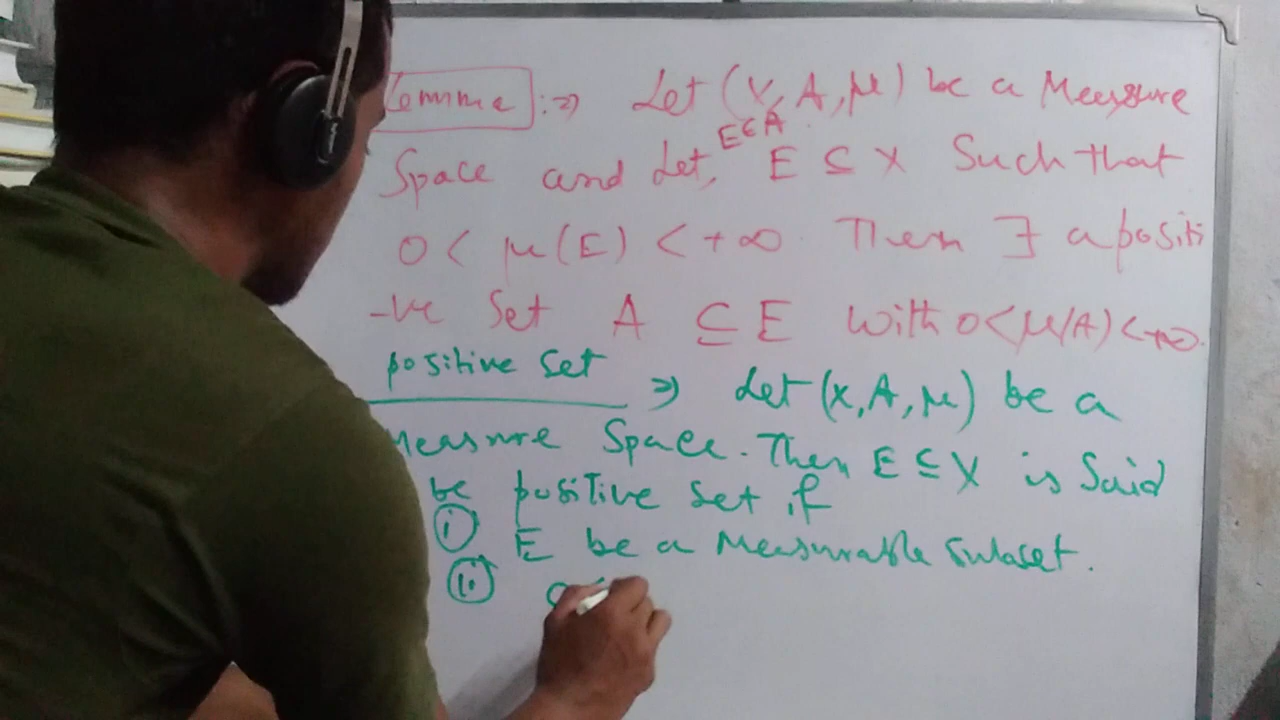 Lemma :⇒ Let (X, A, μ) be a Measure
E∈A
Space and Let, E ⊆ X Such that
0 < μ(E) < +∞. Then ∃ a positi
-ve Set A ⊆ E with 0<μ(A)<+∞.
positive set ⇒ Let (X, A, μ) be a
Measure Space. Then E ⊆ X is Said
be positive set if
(i) E be a Measurable subset.
(ii)